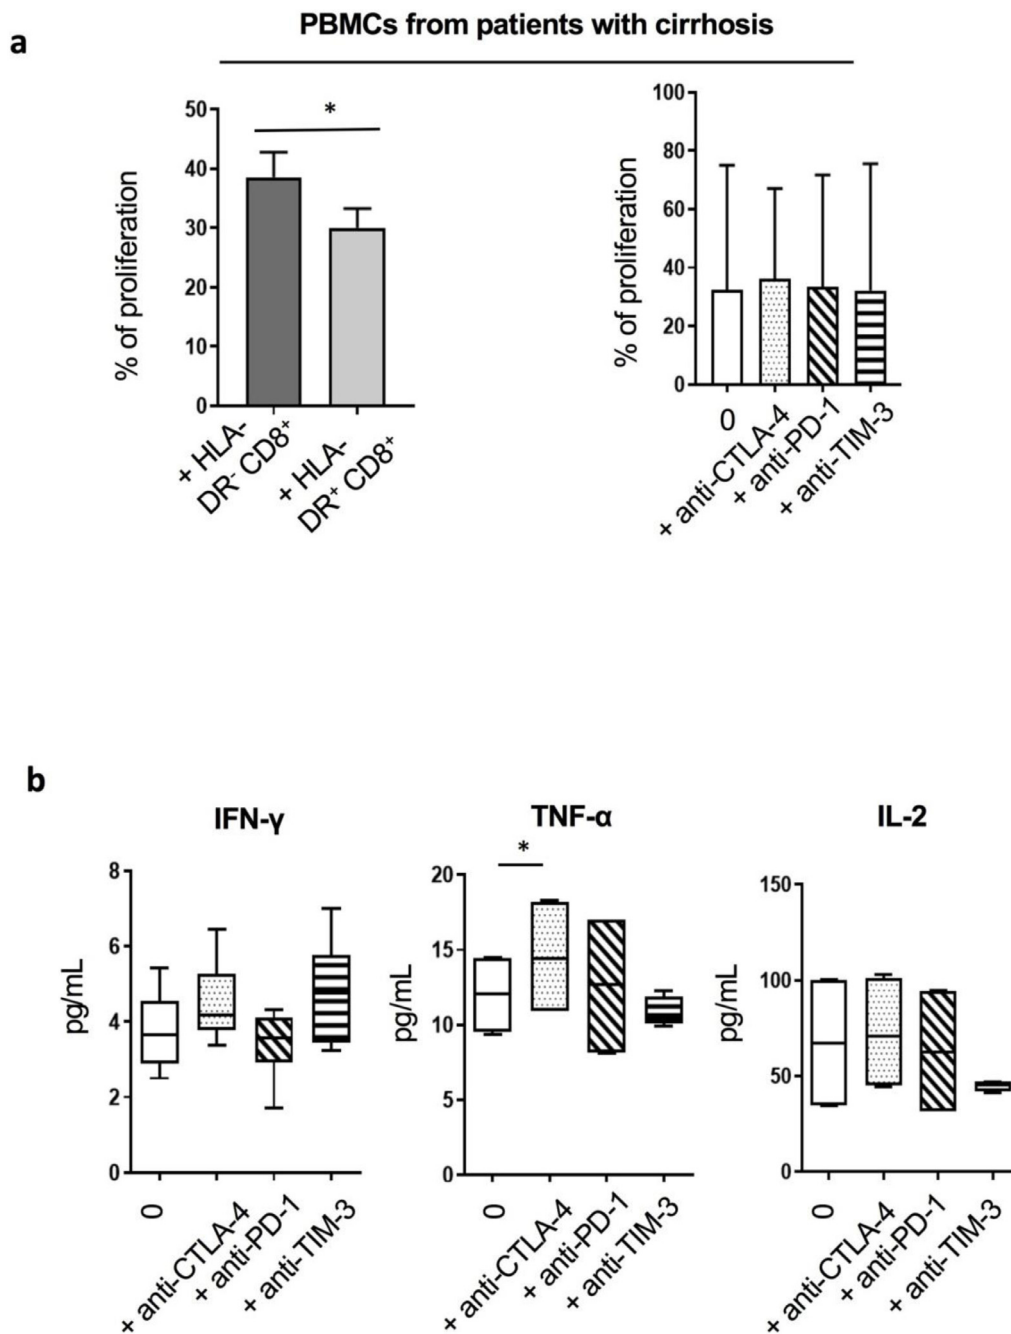 a
PBMCs from patients with cirrhosis
% of proliferation
50
40
30
20
10
0
*
+ HLA-
DR⁻ CD8⁺
+ HLA-
DR⁺ CD8⁺
% of proliferation
100
80
60
40
20
0
0
+ anti-CTLA-4
+ anti-PD-1
+ anti-TIM-3
b
IFN-γ
pg/mL
8
6
4
2
0
0
+ anti-CTLA-4
+ anti-PD-1
+ anti-TIM-3
TNF-α
*
pg/mL
20
15
10
5
0
0
+ anti-CTLA-4
+ anti-PD-1
+ anti-TIM-3
IL-2
pg/mL
150
100
50
0
0
+ anti-CTLA-4
+ anti-PD-1
+ anti-TIM-3